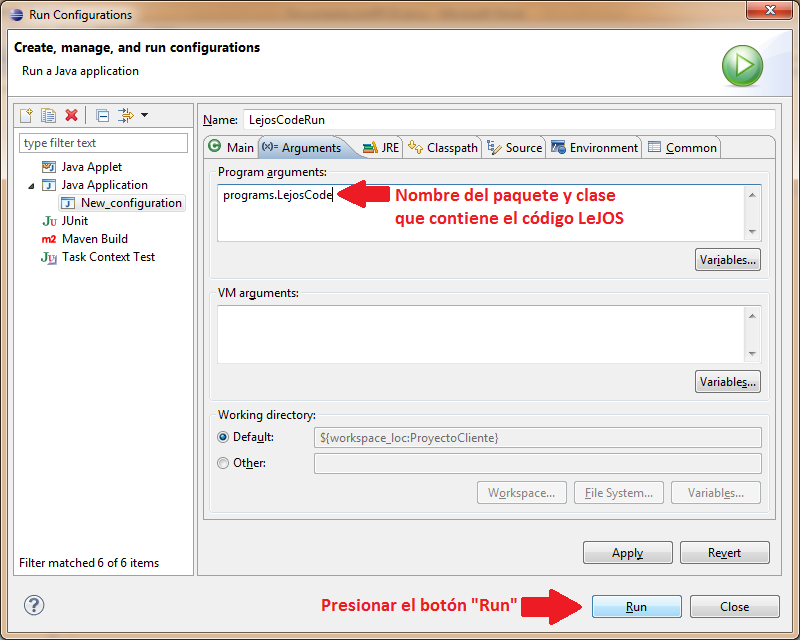 Run Configurations
Create, manage, and run configurations
Run a Java application
type filter text
Java Applet
Java Application
New_configuration
JUnit
Maven Build
Task Context Test
Filter matched 6 of 6 items
Name: LejosCodeRun
Main (x)= Arguments JRE Classpath Source Environment Common
Program arguments:
programs.LejosCode
Nombre del paquete y clase
que contiene el código LeJOS
Variables...
VM arguments:
Variables...
Working directory:
Default: ${workspace_loc:ProyectoCliente}
Other:
Workspace... File System... Variables...
Apply Revert
Presionar el botón "Run" Run Close